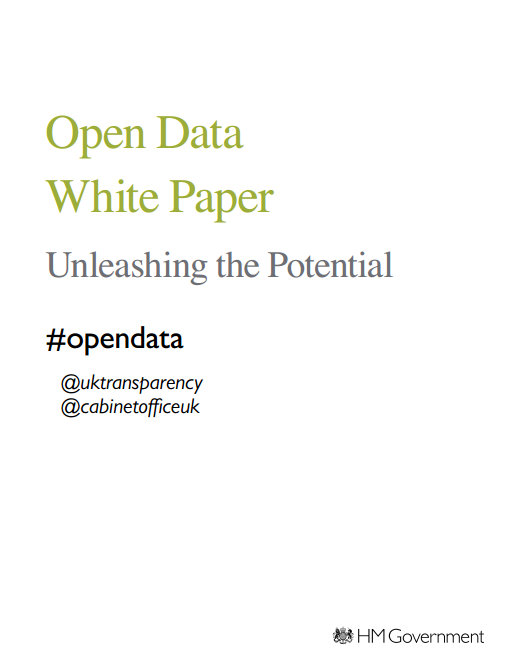 Open Data
White Paper
Unleashing the Potential
#opendata
@uktransparency
@cabinetofficeuk
HM Government